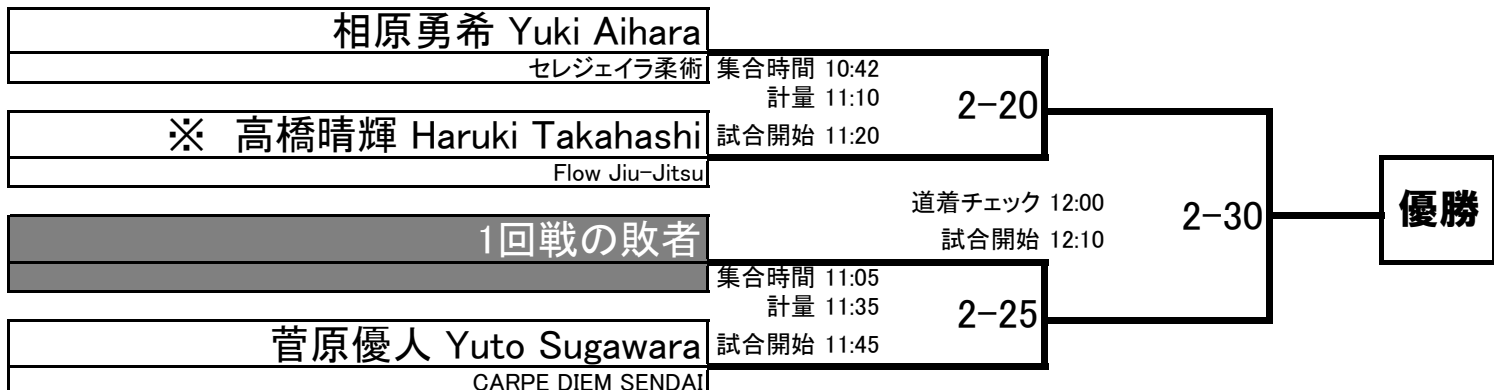 相原勇希 Yuki Aihara
セレジェイラ柔術
集合時間 10:42
計量 11:10
2-20
※ 高橋晴輝 Haruki Takahashi
試合開始 11:20
Flow Jiu-Jitsu
道着チェック 12:00
2-30
優勝
1回戦の敗者
試合開始 12:10
集合時間 11:05
計量 11:35
2-25
菅原優人 Yuto Sugawara
試合開始 11:45
CARPE DIEM SENDAI